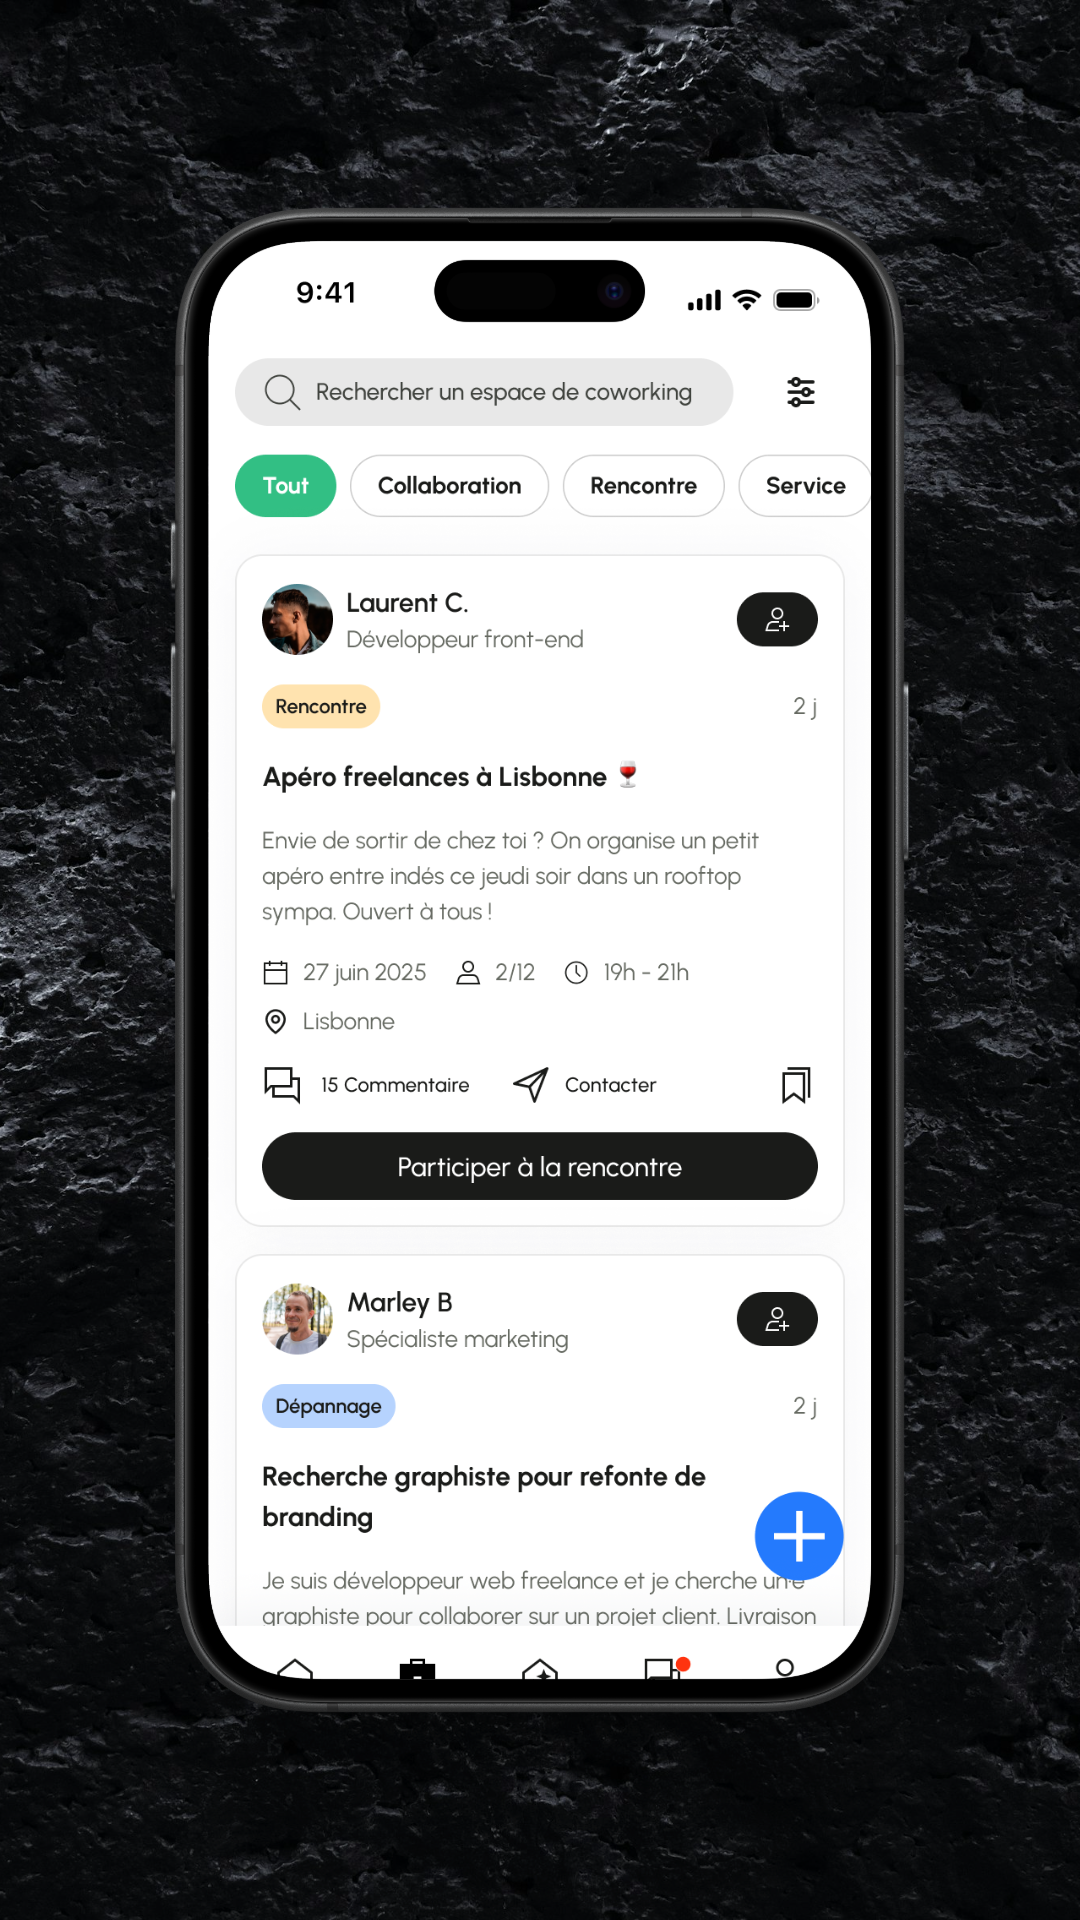 9:41
Rechercher un espace de coworking
Tout
Collaboration
Rencontre
Service
Laurent C.
Développeur front-end
Rencontre
2 j
Apéro freelances à Lisbonne 🍷
Envie de sortir de chez toi ? On organise un petit
apéro entre indés ce jeudi soir dans un rooftop
sympa. Ouvert à tous !
27 juin 2025
2/12
19h - 21h
Lisbonne
15 Commentaire
Contacter
Participer à la rencontre
Marley B
Spécialiste marketing
Dépannage
2 j
Recherche graphiste pour refonte de
branding
Je suis développeur web freelance et je cherche un·e
graphiste pour collaborer sur un projet client. Livraison